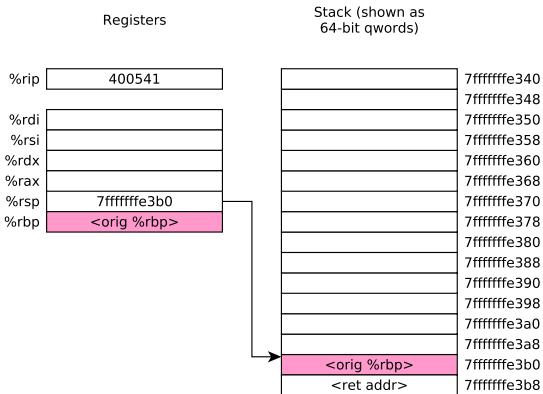 Registers
Stack (shown as
64-bit qwords)
%rip 400541 7fffffffe340
7fffffffe348
%rdi 7fffffffe350
%rsi 7fffffffe358
%rdx 7fffffffe360
%rax 7fffffffe368
%rsp 7fffffffe3b0 7fffffffe370
%rbp <orig %rbp> 7fffffffe378
7fffffffe380
7fffffffe388
7fffffffe390
7fffffffe398
7fffffffe3a0
7fffffffe3a8
<orig %rbp> 7fffffffe3b0
<ret addr> 7fffffffe3b8